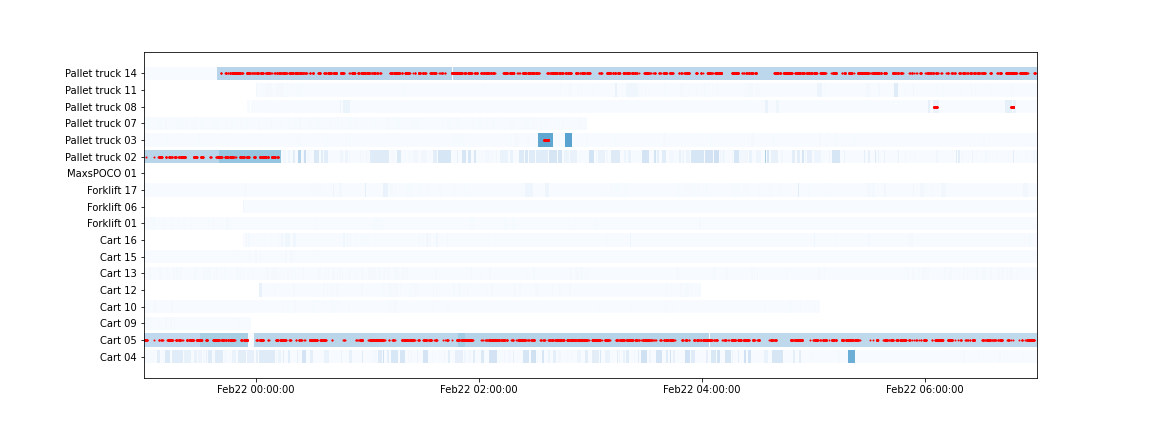 Pallet truck 14
Pallet truck 11
Pallet truck 08
Pallet truck 07
Pallet truck 03
Pallet truck 02
MaxsPOCO 01
Forklift 17
Forklift 06
Forklift 01
Cart 16
Cart 15
Cart 13
Cart 12
Cart 10
Cart 09
Cart 05
Cart 04
Feb22 00:00:00 Feb22 02:00:00 Feb22 04:00:00 Feb22 06:00:00